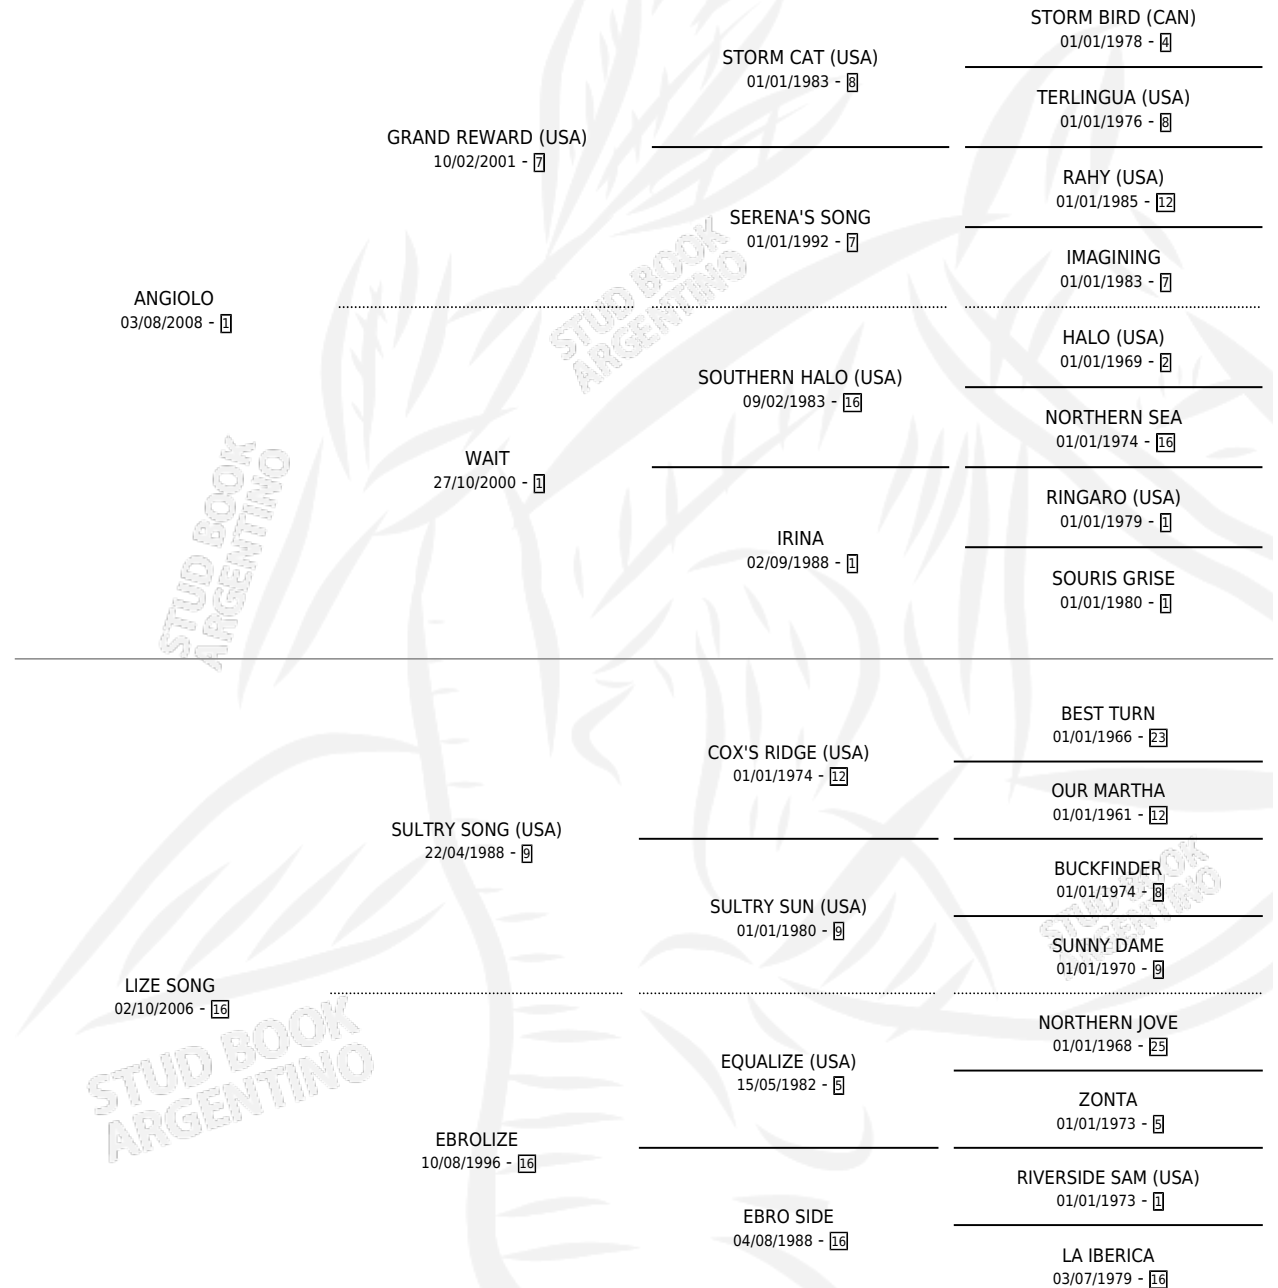 STORM BIRD (CAN)
01/01/1978 - 4
STORM CAT (USA)
01/01/1983 - 8
TERLINGUA (USA)
01/01/1976 - 8
GRAND REWARD (USA)
10/02/2001 - 7
RAHY (USA)
01/01/1985 - 12
SERENA'S SONG
01/01/1992 - 7
IMAGINING
01/01/1983 - 7
ANGIOLO
03/08/2008 - 1
HALO (USA)
01/01/1969 - 2
SOUTHERN HALO (USA)
09/02/1983 - 16
NORTHERN SEA
01/01/1974 - 16
WAIT
27/10/2000 - 1
RINGARO (USA)
01/01/1979 - 1
IRINA
02/09/1988 - 1
SOURIS GRISE
01/01/1980 - 1
BEST TURN
01/01/1966 - 23
COX'S RIDGE (USA)
01/01/1974 - 12
OUR MARTHA
01/01/1961 - 12
SULTRY SONG (USA)
22/04/1988 - 9
BUCKFINDER
01/01/1974 - 8
SULTRY SUN (USA)
01/01/1980 - 9
SUNNY DAME
01/01/1970 - 9
LIZE SONG
02/10/2006 - 16
NORTHERN JOVE
01/01/1968 - 25
EQUALIZE (USA)
15/05/1982 - 5
ZONTA
01/01/1973 - 5
EBROLIZE
10/08/1996 - 16
RIVERSIDE SAM (USA)
01/01/1973 - 1
EBRO SIDE
04/08/1988 - 16
LA IBERICA
03/07/1979 - 16
STUD BOOK
ARGENTINO
STUD BOOK
ARGENTINO
STUD BOOK
ARGENTINO
STUD BOOK
ARGENTINO